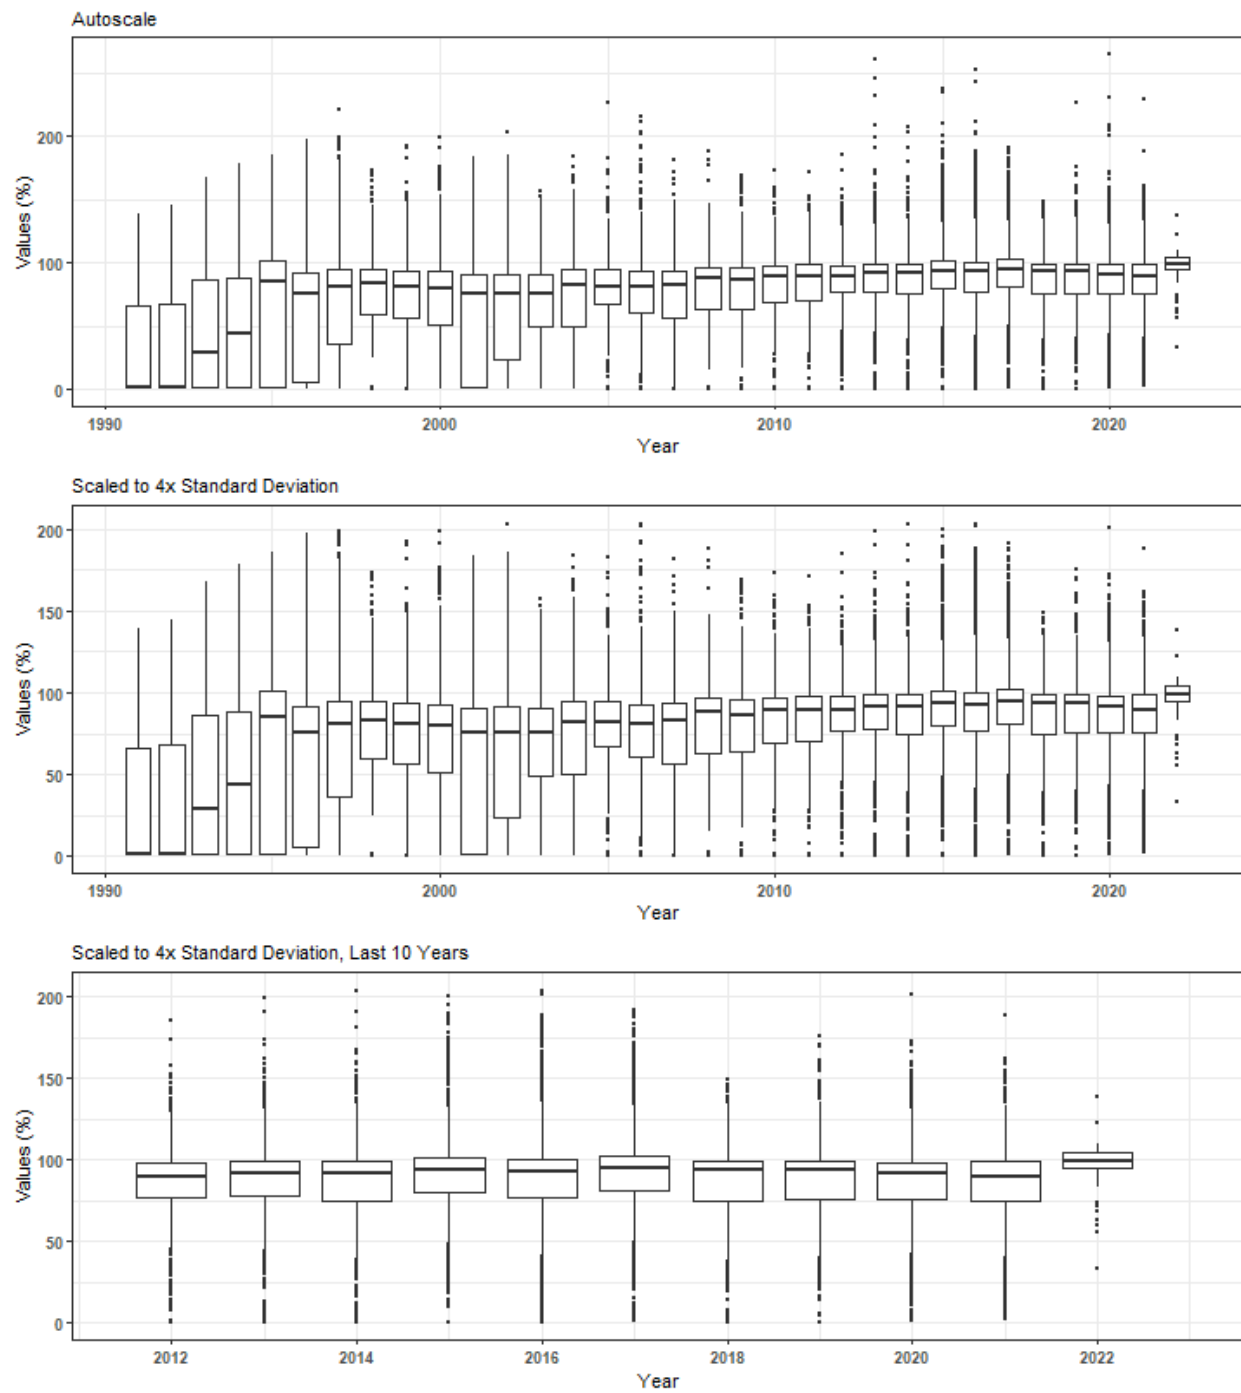 Autoscale
Values (%)
200
100
0
1990 2000 2010 2020
Year
Scaled to 4x Standard Deviation
Values (%)
200
150
100
50
0
1990 2000 2010 2020
Year
Scaled to 4x Standard Deviation, Last 10 Years
Values (%)
200
150
100
50
0
2012 2014 2016 2018 2020 2022
Year